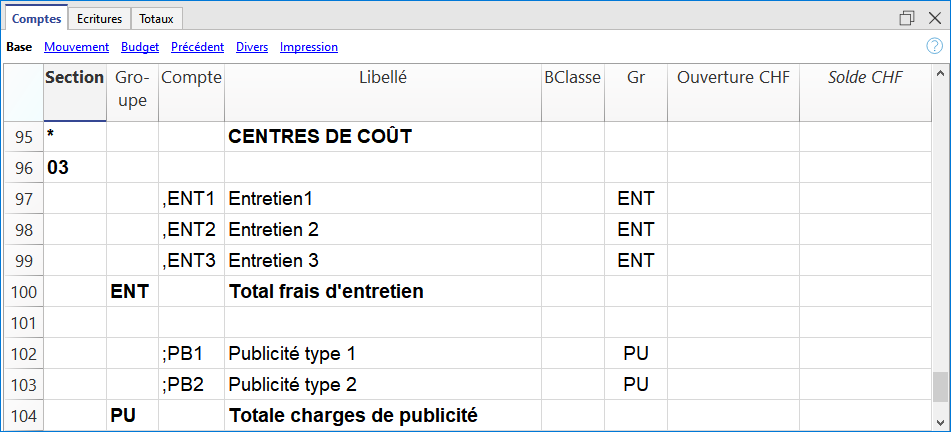 Comptes Ecritures Totaux
Base Mouvement Budget Précédent Divers Impression ?
Section Gro- Compte Libellé BClasse Gr Ouverture CHF Solde CHF
upe
95 * CENTRES DE COÛT
96 03
97 ,ENT1 Entretien1 ENT
98 ,ENT2 Entretien 2 ENT
99 ,ENT3 Entretien 3 ENT
100 ENT Total frais d'entretien
101
102 ;PB1 Publicité type 1 PU
103 ;PB2 Publicité type 2 PU
104 PU Totale charges de publicité